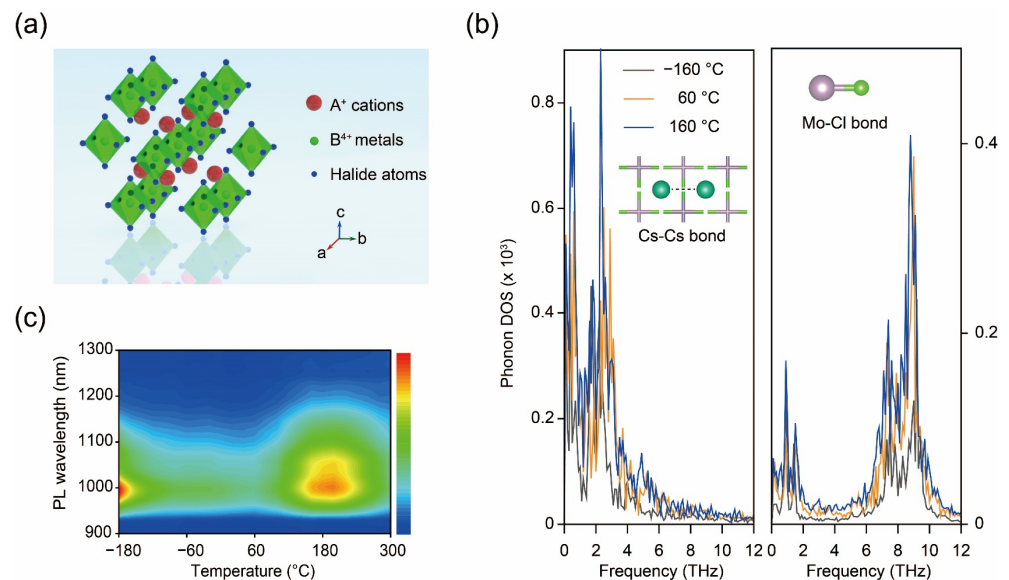 (a)
A⁺ cations
B⁴⁺ metals
Halide atoms
c
b
a
(b)
−160 °C
60 °C
160 °C
Cs-Cs bond
Mo-Cl bond
Phonon DOS (x 10³)
0.8
0.6
0.4
0.2
0
0 2 4 6 8 10 12
Frequency (THz)
0.4
0.2
0
0 2 4 6 8 10 12
Frequency (THz)
(c)
PL wavelength (nm)
1300
1200
1100
1000
900
−180 −60 60 180 300
Temperature (°C)